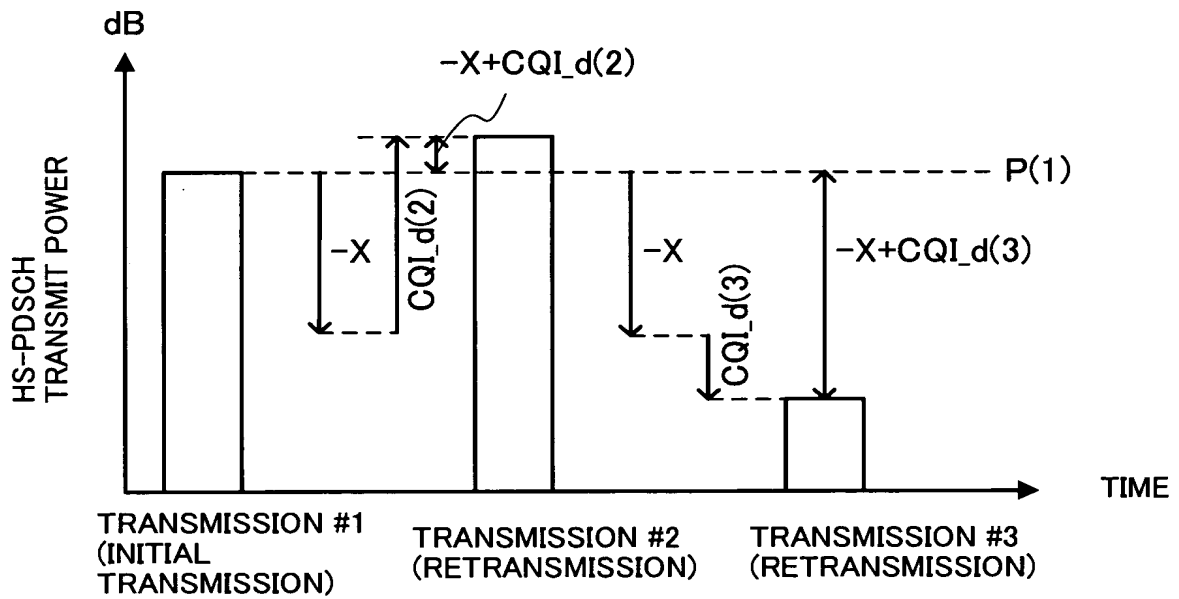 dB
-X+CQI_d(2)
HS-PDSCH
TRANSMIT POWER
P(1)
-X
CQI_d(2)
-X
CQI_d(3)
-X+CQI_d(3)
TIME
TRANSMISSION #1
(INITIAL
TRANSMISSION)
TRANSMISSION #2
(RETRANSMISSION)
TRANSMISSION #3
(RETRANSMISSION)